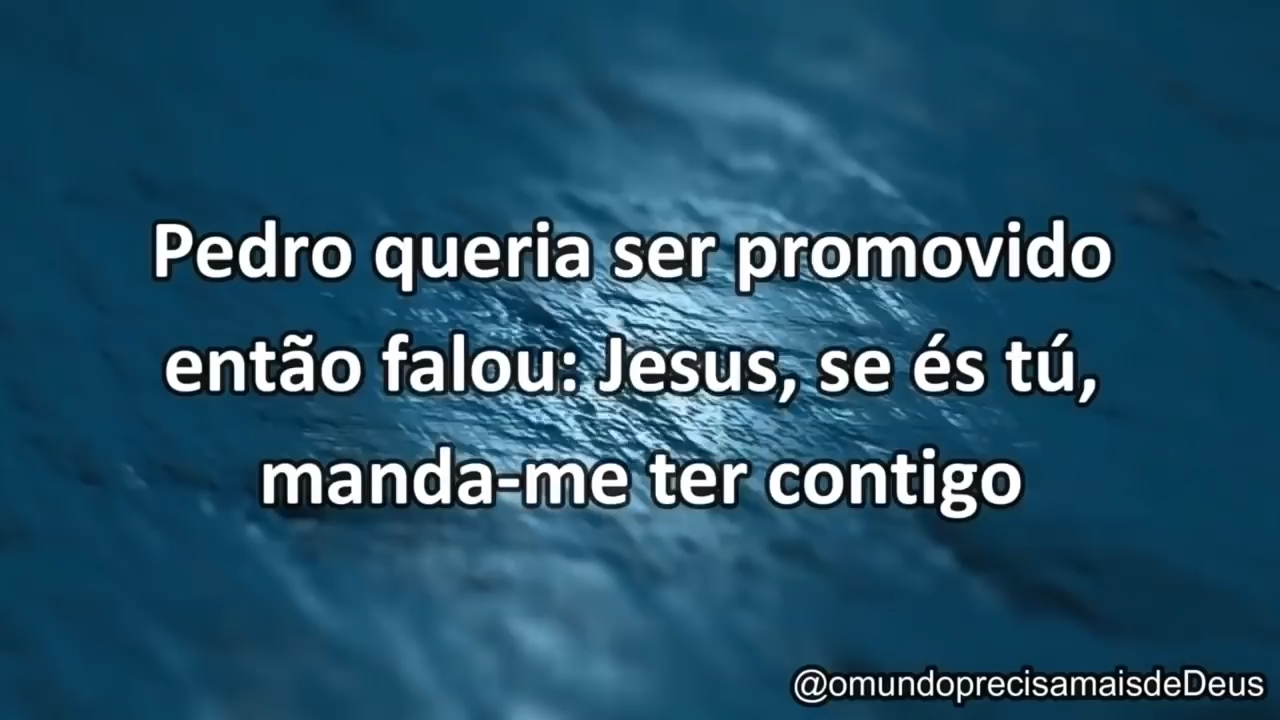 Pedro queria ser promovido
então falou: Jesus, se és tú,
manda-me ter contigo
@omundoprecisamaisdeDeus